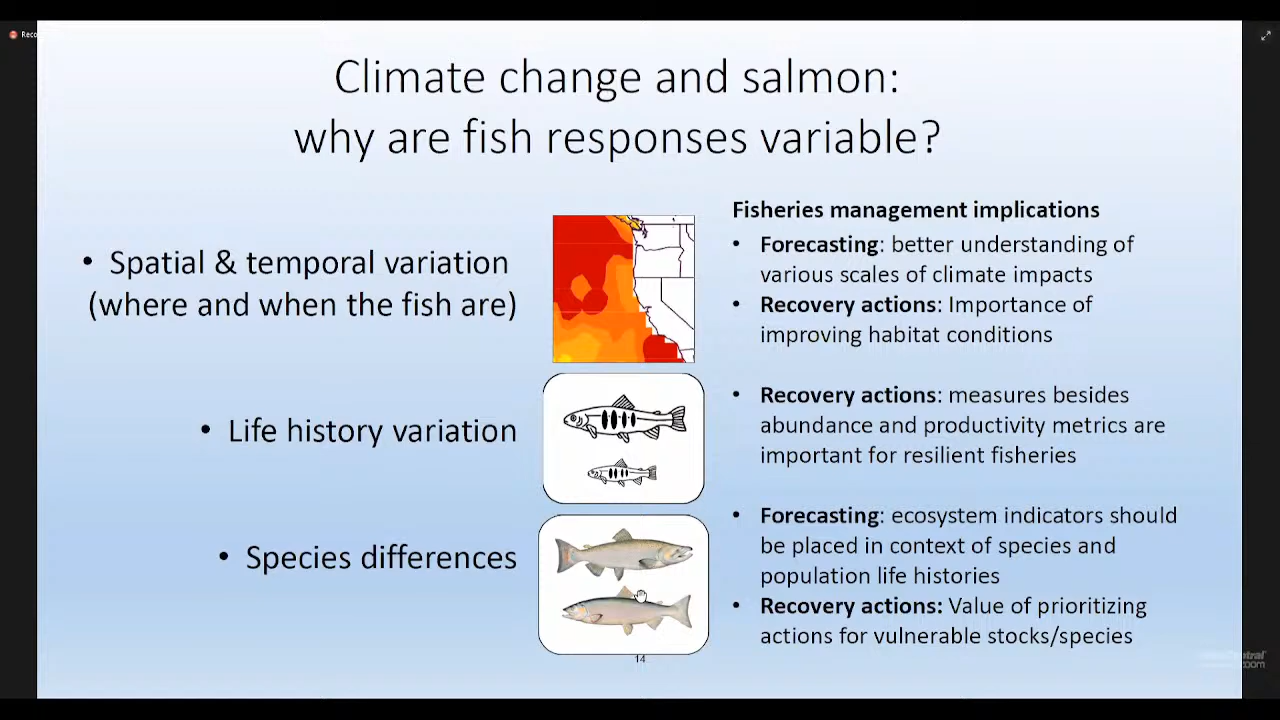 Climate change and salmon:
why are fish responses variable?
• Spatial & temporal variation
(where and when the fish are)
• Life history variation
• Species differences
Fisheries management implications
• Forecasting: better understanding of
various scales of climate impacts
• Recovery actions: Importance of
improving habitat conditions
• Recovery actions: measures besides
abundance and productivity metrics are
important for resilient fisheries
• Forecasting: ecosystem indicators should
be placed in context of species and
population life histories
• Recovery actions: Value of prioritizing
actions for vulnerable stocks/species
14